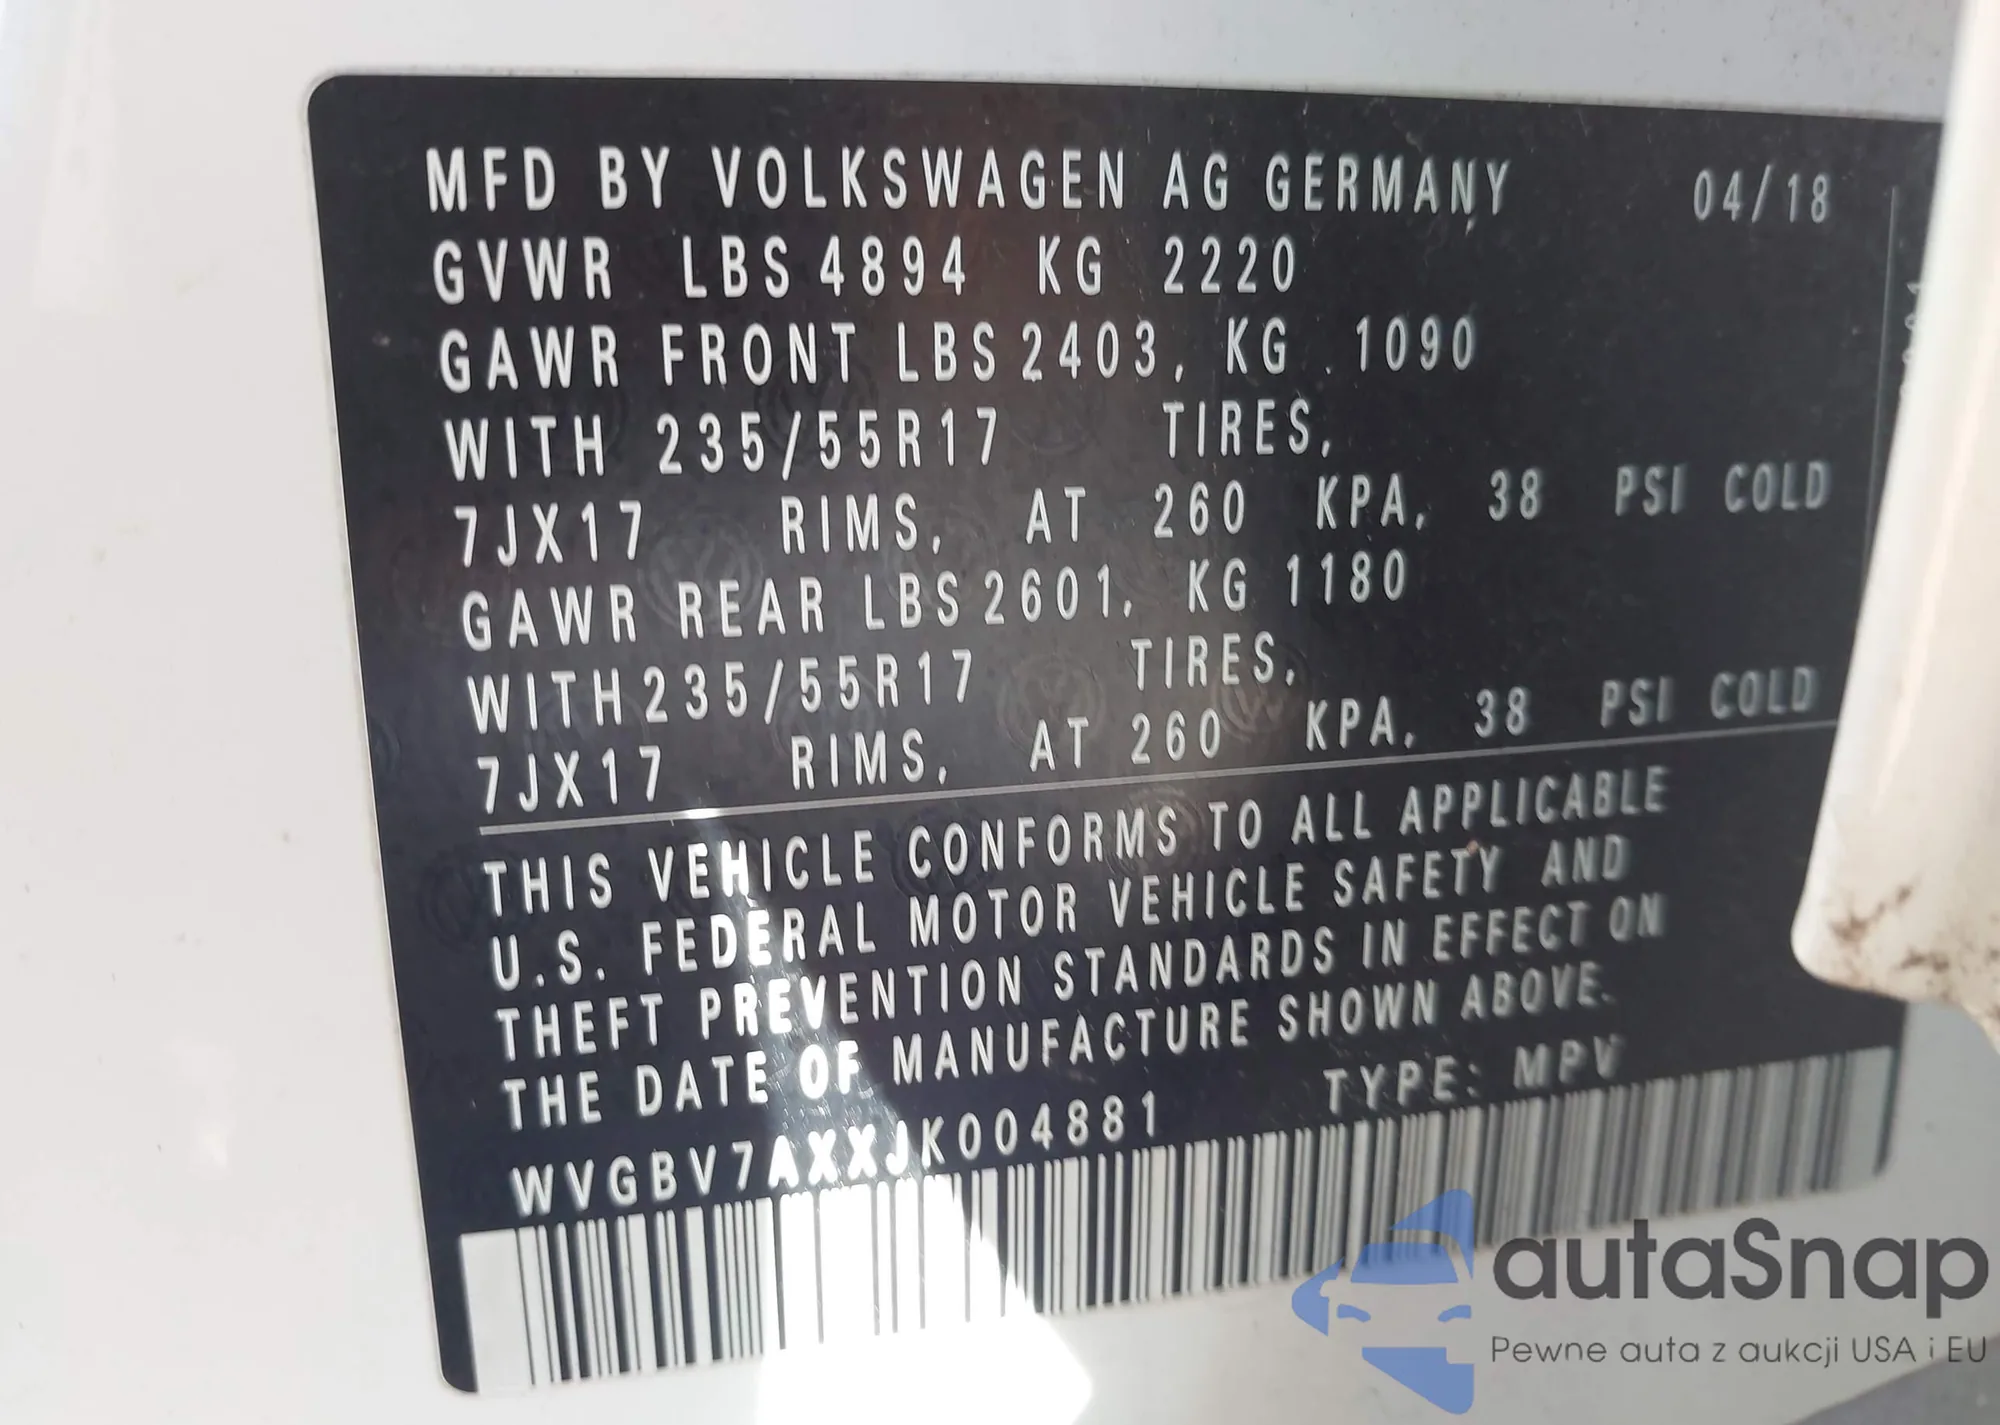 MFD BY VOLKSWAGEN AG GERMANY 04/18
GVWR LBS 4894 KG 2220
GAWR FRONT LBS 2403, KG .1090
WITH 235/55R17 TIRES,
7JX17 RIMS, AT 260 KPA, 38 PSI COLD
GAWR REAR LBS 2601, KG 1180
WITH 235/55R17 TIRES,
7JX17 RIMS, AT 260 KPA, 38 PSI COLD
THIS VEHICLE CONFORMS TO ALL APPLICABLE
U.S. FEDERAL MOTOR VEHICLE SAFETY AND
THEFT PREVENTION STANDARDS IN EFFECT ON
THE DATE OF MANUFACTURE SHOWN ABOVE.
WVGBV7AXXJK004881 TYPE: MPV
autaSnap
Pewne auta z aukcji USA i EU